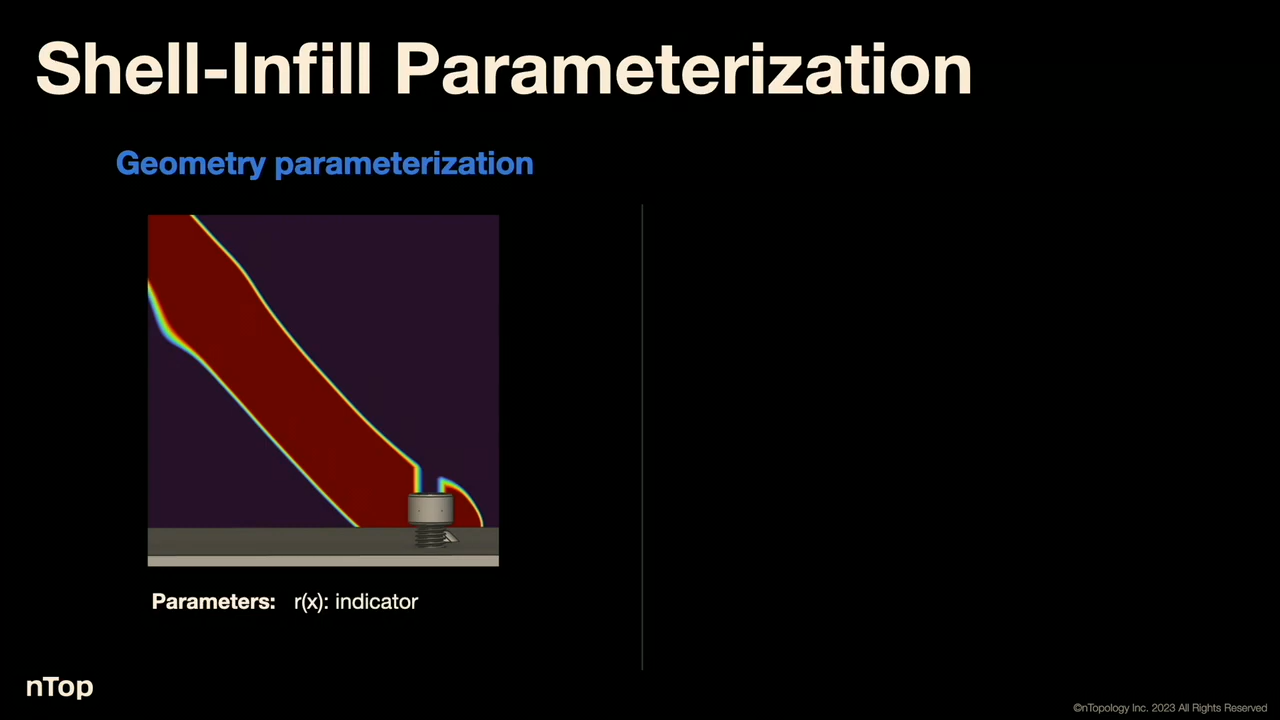 Shell-Infill Parameterization
Geometry parameterization
Parameters: r(x): indicator
nTop
©nTopology Inc. 2023 All Rights Reserved